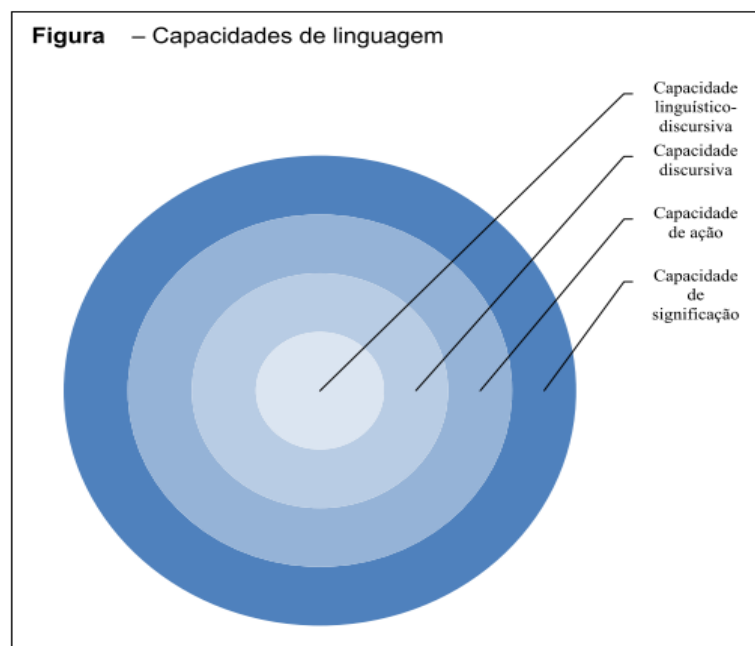 Figura – Capacidades de linguagem
Capacidade
linguístico-
discursiva
Capacidade
discursiva
Capacidade
de ação
Capacidade
de
significação